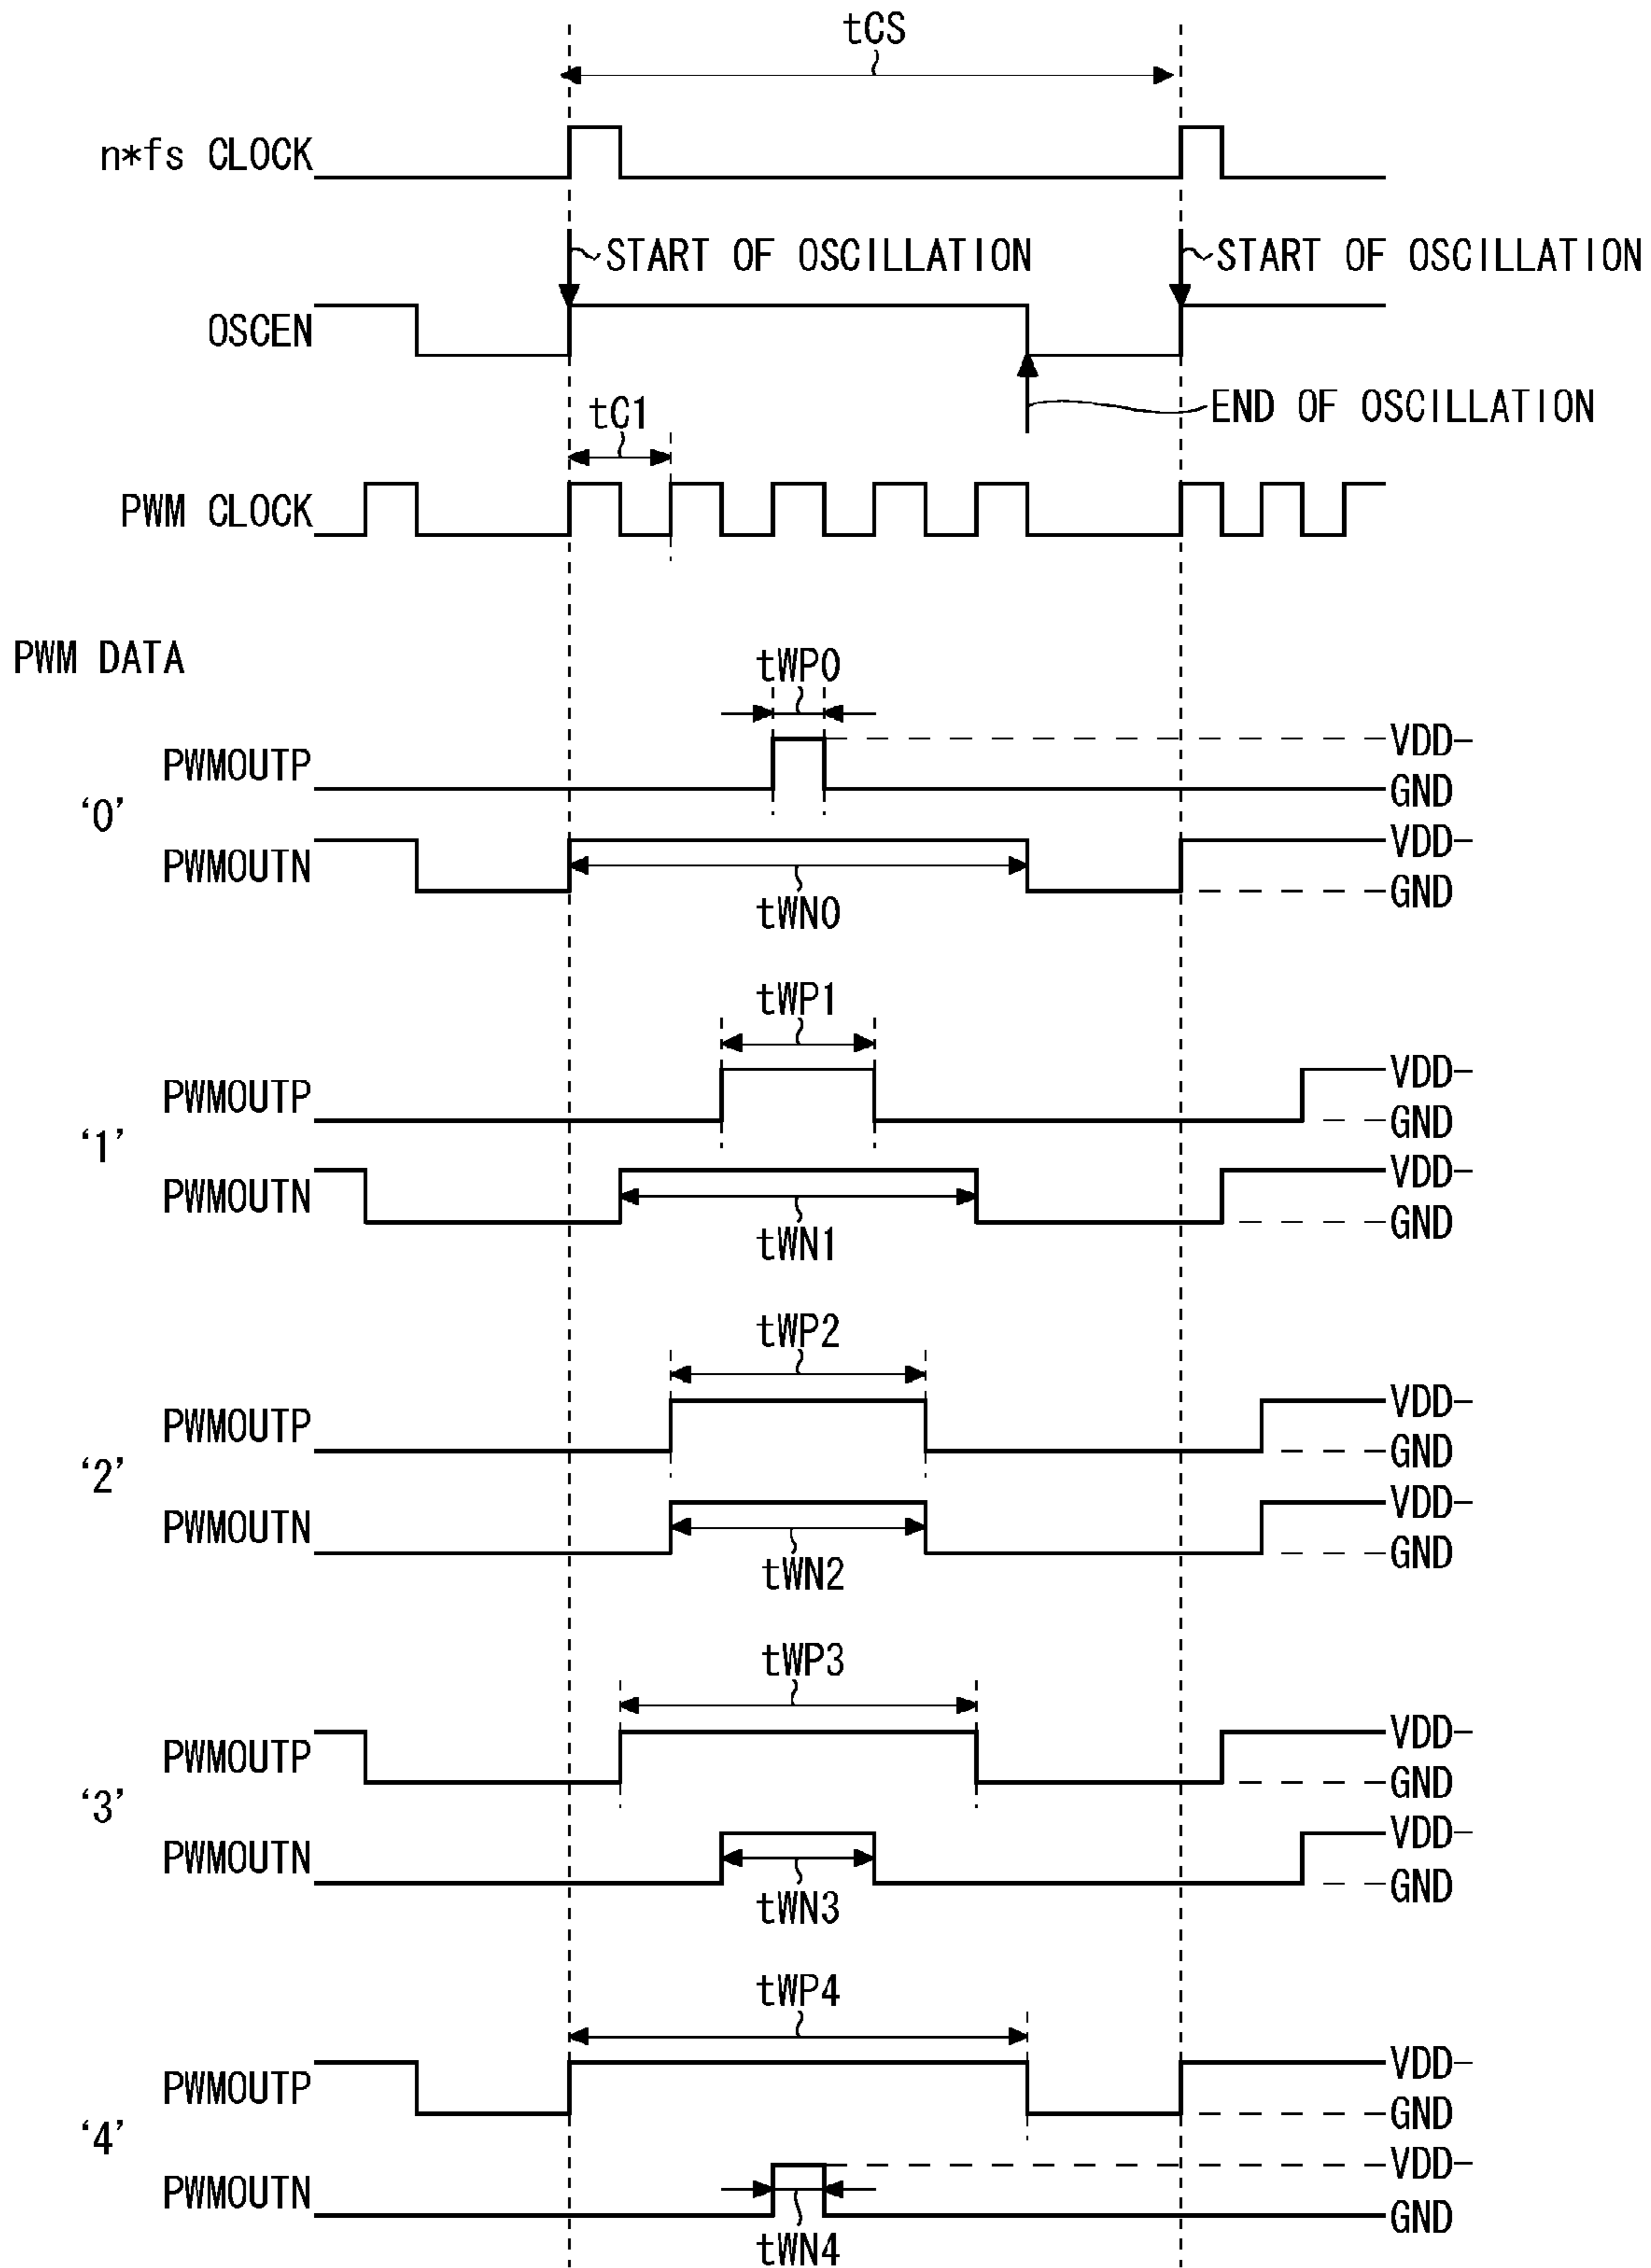 tCS
n*fs CLOCK
START OF OSCILLATION
START OF OSCILLATION
OSCEN
END OF OSCILLATION
tC1
PWM CLOCK
PWM DATA
tWP0
PWMOUTP
VDD-
GND
‘0’
PWMOUTN
VDD-
GND
tWN0
tWP1
PWMOUTP
VDD-
GND
‘1’
PWMOUTN
VDD-
GND
tWN1
tWP2
PWMOUTP
VDD-
GND
‘2’
PWMOUTN
VDD-
GND
tWN2
tWP3
PWMOUTP
VDD-
GND
‘3’
PWMOUTN
VDD-
GND
tWN3
tWP4
PWMOUTP
VDD-
GND
‘4’
PWMOUTN
VDD-
GND
tWN4